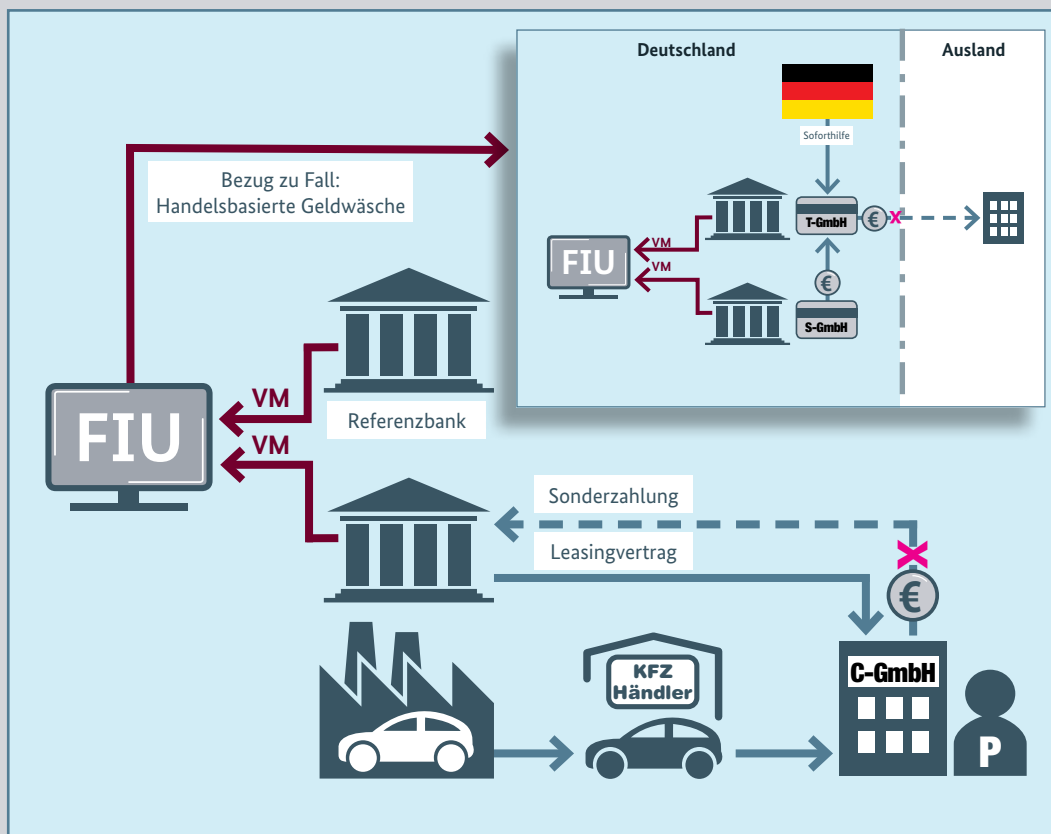 Deutschland
Ausland
Soforthilfe
Bezug zu Fall:
Handelsbasierte Geldwäsche
T-GmbH
€
x
VM
FIU
VM
€
S-GmbH
VM
Referenzbank
FIU
VM
Sonderzahlung
Leasingvertrag
X
€
C-GmbH
KFZ
Händler
P